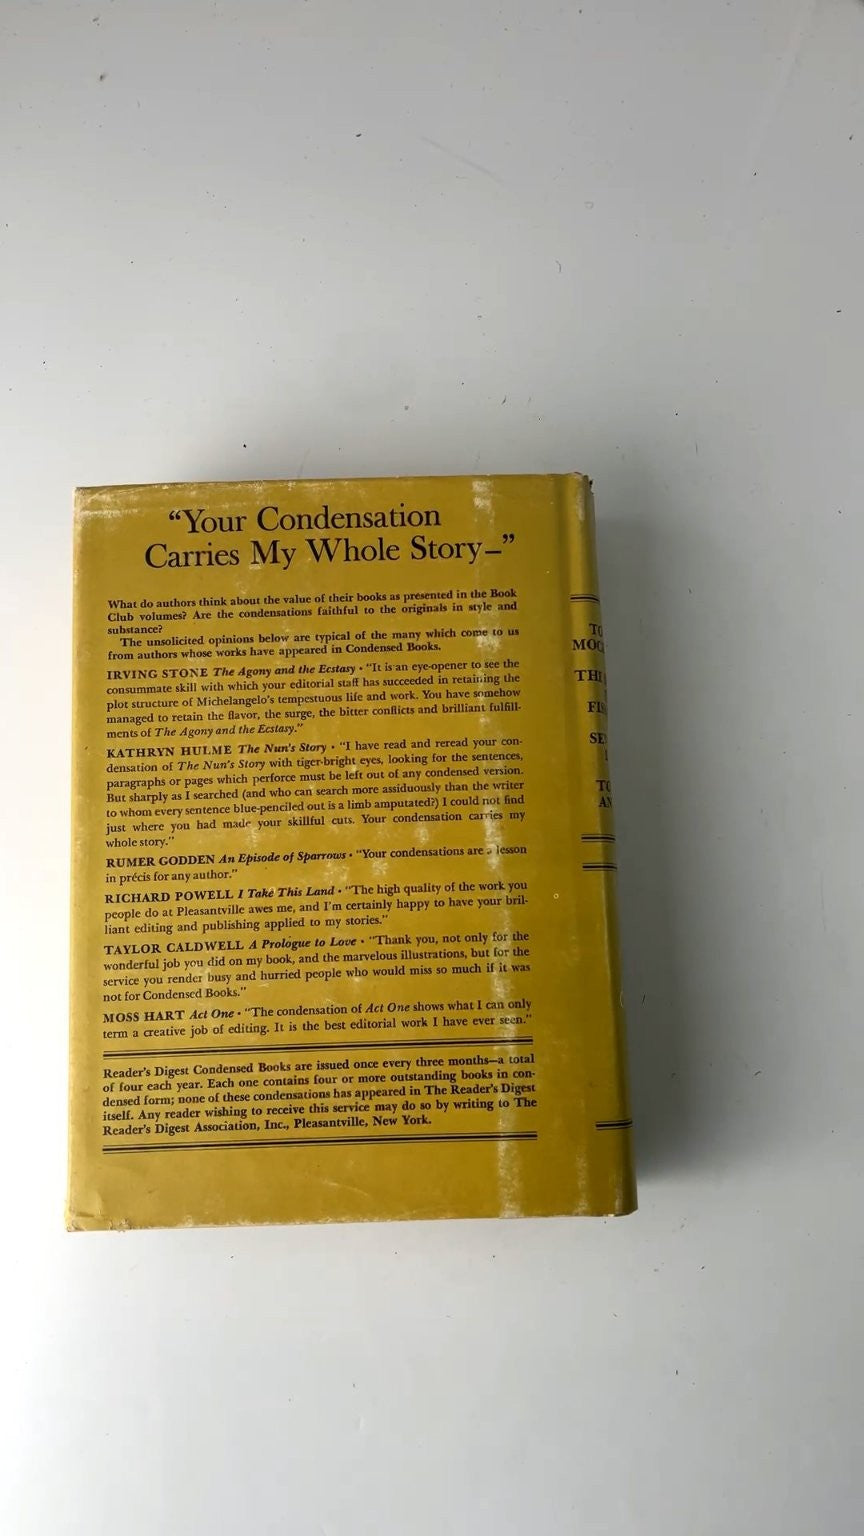 “Your Condensation
Carries My Whole Story—”
What do authors think about the value of their books as presented in the Book
Club volumes? Are the condensations faithful to the originals in style and
substance?
The unsolicited opinions below are typical of the many which come to us
from authors whose works have appeared in Condensed Books.
IRVING STONE The Agony and the Ecstasy • “It is an eye-opener to see the
consummate skill with which your editorial staff has succeeded in retaining the
plot structure of Michelangelo’s tempestuous life and work. You have somehow
managed to retain the flavor, the surge, the bitter conflicts and brilliant fulfill-
ments of The Agony and the Ecstasy.”
KATHRYN HULME The Nun’s Story • “I have read and reread your con-
densation of The Nun’s Story with tiger-bright eyes, looking for the sentences,
paragraphs or pages which perforce must be left out of any condensed version.
But sharply as I searched (and who can search more assiduously than the writer
to whom every sentence blue-penciled out is a limb amputated?) I could not find
just where you had made your skillful cuts. Your condensation carries my
whole story.”
RUMER GODDEN An Episode of Sparrows • “Your condensations are a lesson
in précis for any author.”
RICHARD POWELL I Take This Land • “The high quality of the work you
people do at Pleasantville awes me, and I’m certainly happy to have your bril-
liant editing and publishing applied to my stories.”
TAYLOR CALDWELL A Prologue to Love • “Thank you, not only for the
wonderful job you did on my book, and the marvelous illustrations, but for the
service you render busy and hurried people who would miss so much if it was
not for Condensed Books.”
MOSS HART Act One • “The condensation of Act One shows what I can only
term a creative job of editing. It is the best editorial work I have ever seen.”
Reader’s Digest Condensed Books are issued once every three months—a total
of four each year. Each one contains four or more outstanding books in con-
densed form; none of these condensations has appeared in The Reader’s Digest
itself. Any reader wishing to receive this service may do so by writing to The
Reader’s Digest Association, Inc., Pleasantville, New York.
TO
MOC